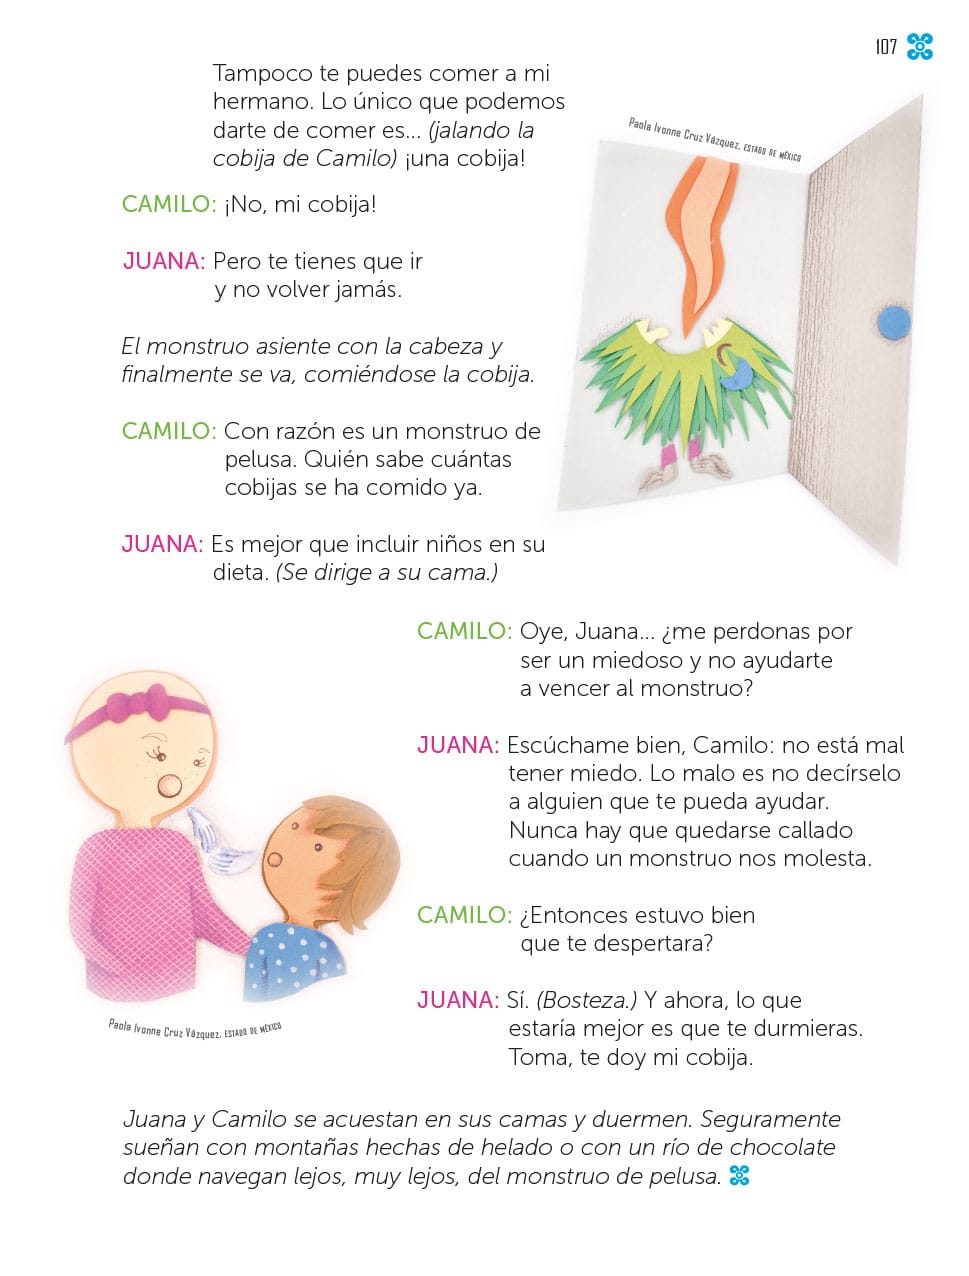 107
Tampoco te puedes comer a mi
hermano. Lo único que podemos
darte de comer es... (jalando la
cobija de Camilo) ¡una cobija!
Paola Ivonne Cruz Vázquez, ESTADO DE MÉXICO
CAMILO: ¡No, mi cobija!
JUANA: Pero te tienes que ir
y no volver jamás.
El monstruo asiente con la cabeza y
finalmente se va, comiéndose la cobija.
CAMILO: Con razón es un monstruo de
pelusa. Quién sabe cuántas
cobijas se ha comido ya.
JUANA: Es mejor que incluir niños en su
dieta. (Se dirige a su cama.)
CAMILO: Oye, Juana... ¿me perdonas por
ser un miedoso y no ayudarte
a vencer al monstruo?
JUANA: Escúchame bien, Camilo: no está mal
tener miedo. Lo malo es no decírselo
a alguien que te pueda ayudar.
Nunca hay que quedarse callado
cuando un monstruo nos molesta.
CAMILO: ¿Entonces estuvo bien
que te despertara?
JUANA: Sí. (Bosteza.) Y ahora, lo que
estaría mejor es que te durmieras.
Toma, te doy mi cobija.
Paola Ivonne Cruz Vázquez, ESTADO DE MÉXICO
Juana y Camilo se acuestan en sus camas y duermen. Seguramente
sueñan con montañas hechas de helado o con un río de chocolate
donde navegan lejos, muy lejos, del monstruo de pelusa.